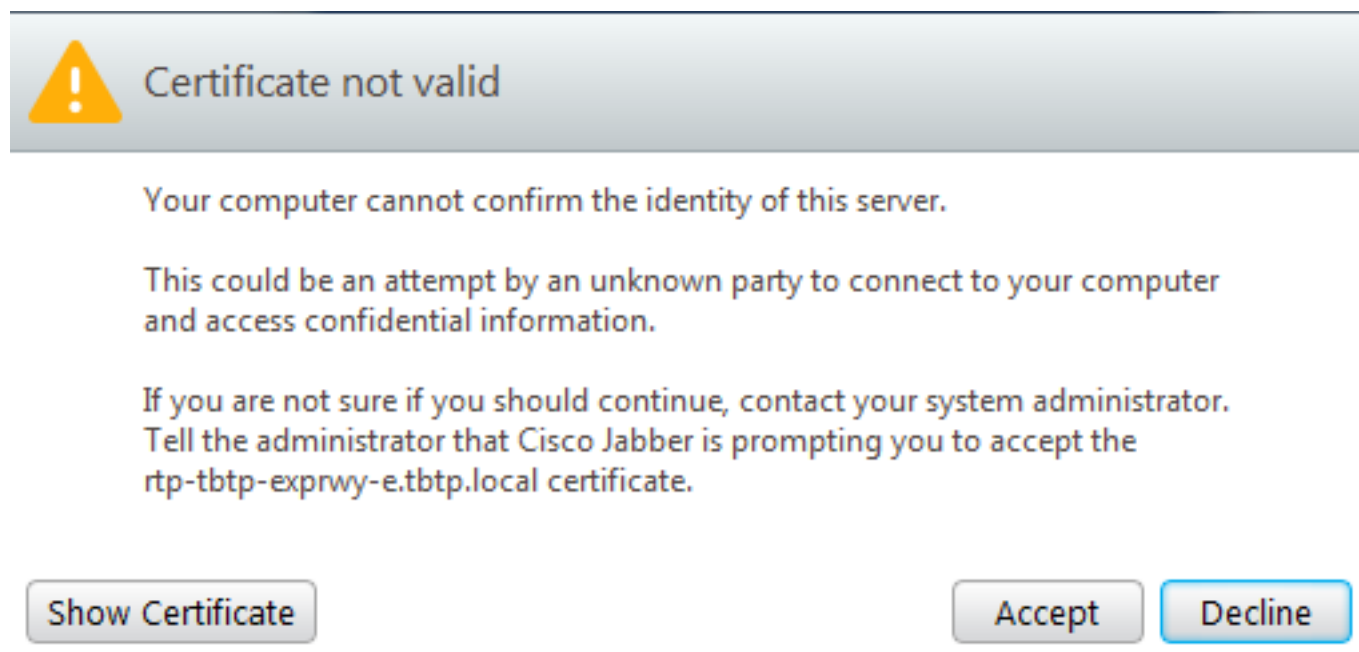 Certificate not valid
Your computer cannot confirm the identity of this server.
This could be an attempt by an unknown party to connect to your computer
and access confidential information.
If you are not sure if you should continue, contact your system administrator.
Tell the administrator that Cisco Jabber is prompting you to accept the
rtp-tbtp-exprwy-e.tbtp.local certificate.
Show Certificate Accept Decline